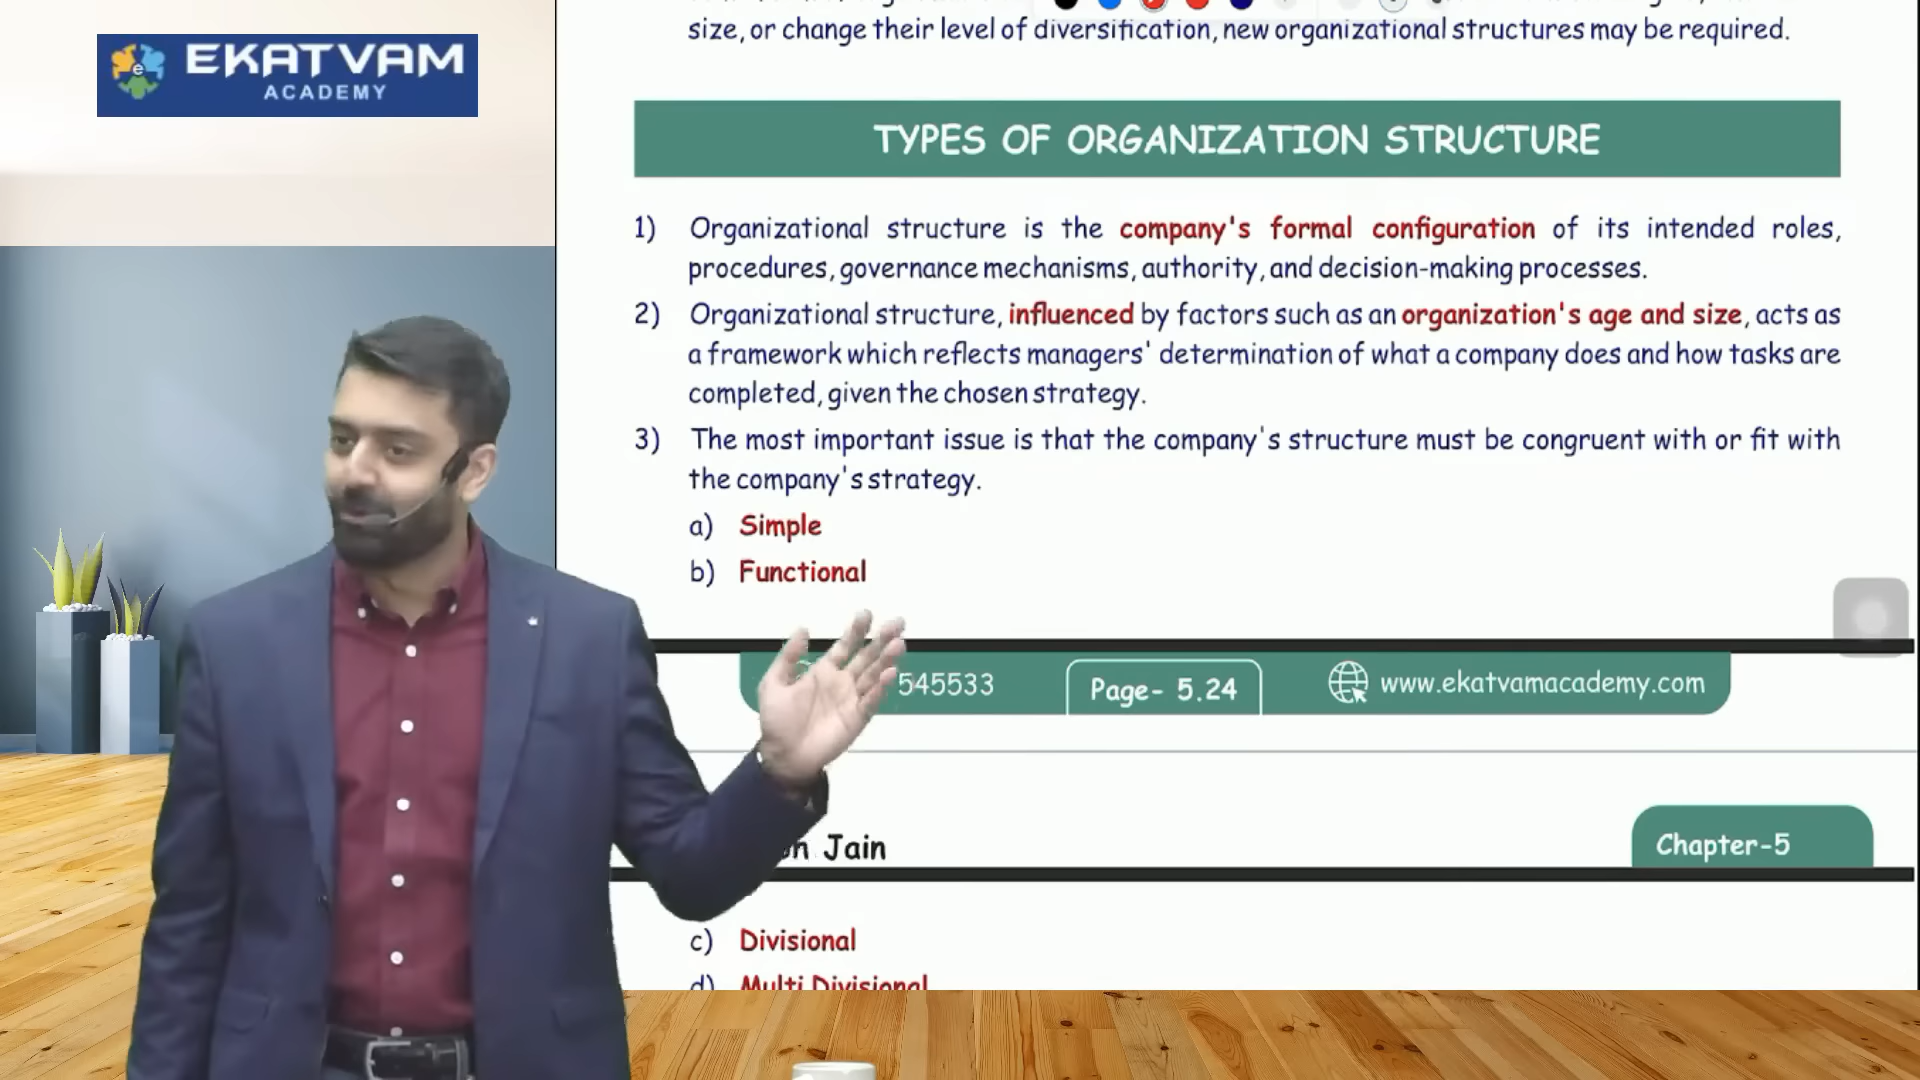 EKATVAM
ACADEMY
size, or change their level of diversification, new organizational structures may be required.
TYPES OF ORGANIZATION STRUCTURE
1) Organizational structure is the company's formal configuration of its intended roles,
procedures, governance mechanisms, authority, and decision-making processes.
2) Organizational structure, influenced by factors such as an organization's age and size, acts as
a framework which reflects managers' determination of what a company does and how tasks are
completed, given the chosen strategy.
3) The most important issue is that the company's structure must be congruent with or fit with
the company's strategy.
a) Simple
b) Functional
545533
Page- 5.24
www.ekatvamacademy.com
Jain
Chapter-5
c) Divisional
d) Multi Divisional